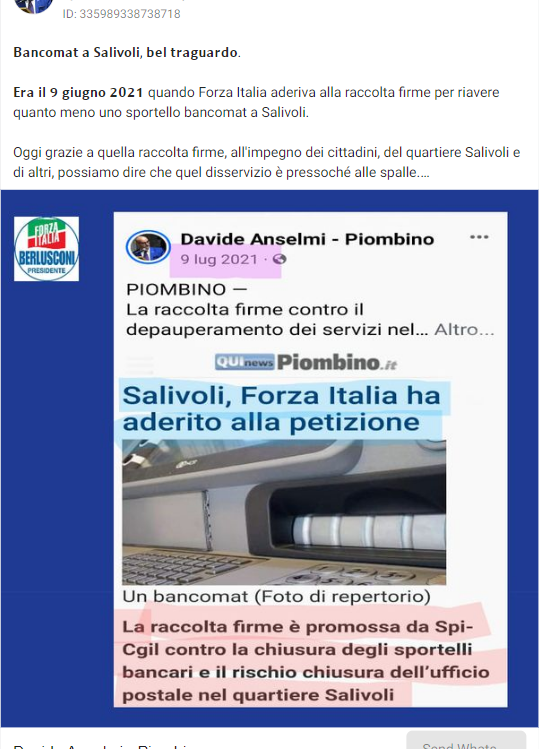 ID: 335989338738718
Bancomat a Salivoli, bel traguardo.
Era il 9 giugno 2021 quando Forza Italia aderiva alla raccolta firme per riavere
quanto meno uno sportello bancomat a Salivoli.
Oggi grazie a quella raccolta firme, all'impegno dei cittadini, del quartiere Salivoli e
di altri, possiamo dire che quel disservizio è pressoché alle spalle....
FORZA
ITALIA
BERLUSCONI
PRESIDENTE
Davide Anselmi - Piombino
9 lug 2021 ·
PIOMBINO —
La raccolta firme contro il
depauperamento dei servizi nel... Altro...
QUInews Piombino.it
Salivoli, Forza Italia ha
aderito alla petizione
Un bancomat (Foto di repertorio)
La raccolta firme è promossa da Spi-
Cgil contro la chiusura degli sportelli
bancari e il rischio chiusura dell'ufficio
postale nel quartiere Salivoli